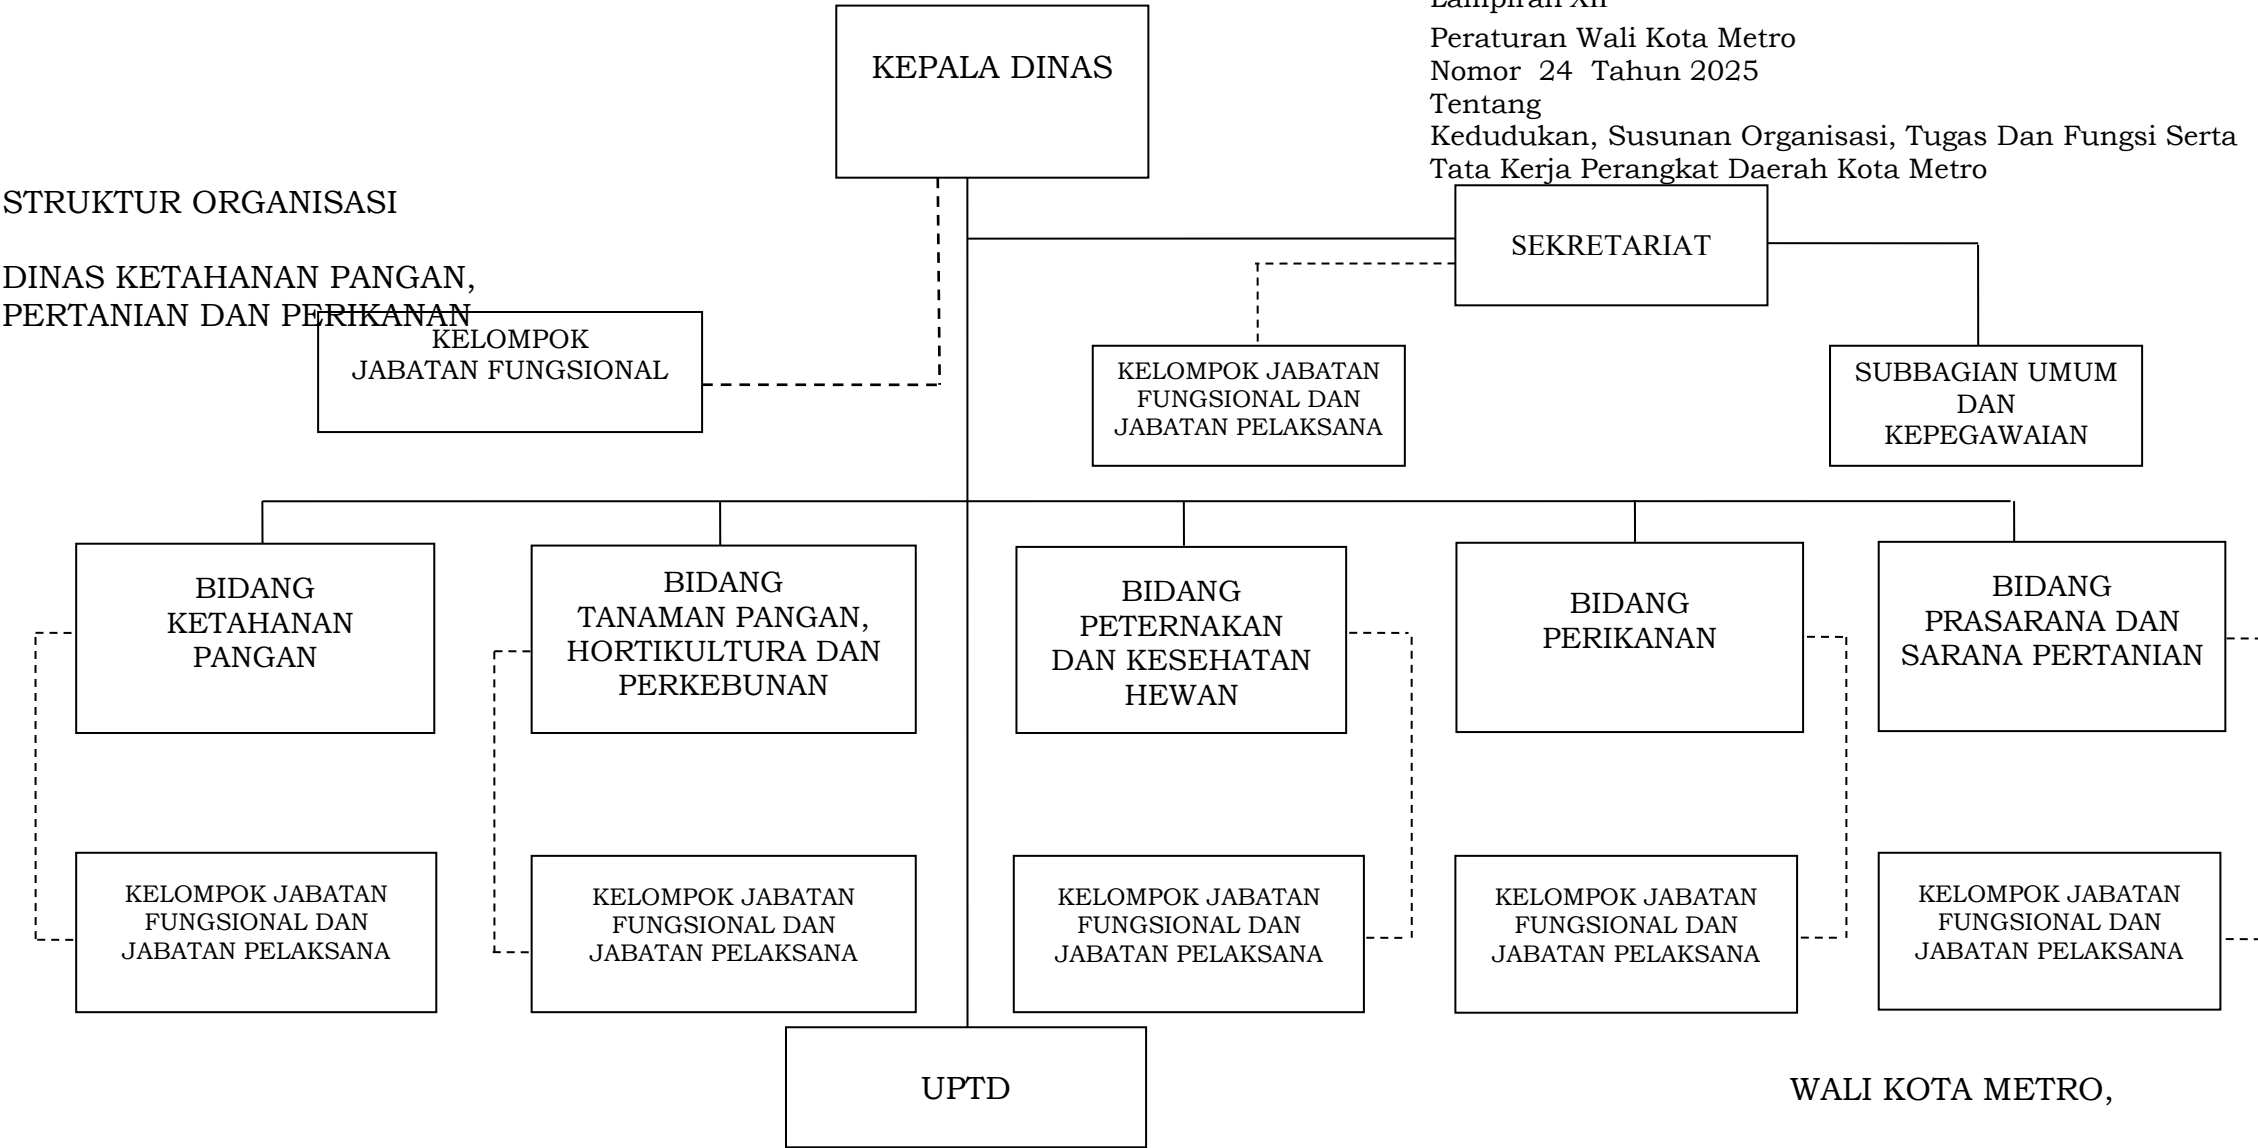 Lampiran XII
Peraturan Wali Kota Metro
Nomor 24 Tahun 2025
Tentang
Kedudukan, Susunan Organisasi, Tugas Dan Fungsi Serta
Tata Kerja Perangkat Daerah Kota Metro
STRUKTUR ORGANISASI
DINAS KETAHANAN PANGAN,
PERTANIAN DAN PERIKANAN
KEPALA DINAS
SEKRETARIAT
KELOMPOK
JABATAN FUNGSIONAL
KELOMPOK JABATAN
FUNGSIONAL DAN
JABATAN PELAKSANA
SUBBAGIAN UMUM
DAN
KEPEGAWAIAN
BIDANG
KETAHANAN
PANGAN
BIDANG
TANAMAN PANGAN,
HORTIKULTURA DAN
PERKEBUNAN
BIDANG
PETERNAKAN
DAN KESEHATAN
HEWAN
BIDANG
PERIKANAN
BIDANG
PRASARANA DAN
SARANA PERTANIAN
KELOMPOK JABATAN
FUNGSIONAL DAN
JABATAN PELAKSANA
KELOMPOK JABATAN
FUNGSIONAL DAN
JABATAN PELAKSANA
KELOMPOK JABATAN
FUNGSIONAL DAN
JABATAN PELAKSANA
KELOMPOK JABATAN
FUNGSIONAL DAN
JABATAN PELAKSANA
KELOMPOK JABATAN
FUNGSIONAL DAN
JABATAN PELAKSANA
UPTD
WALI KOTA METRO,